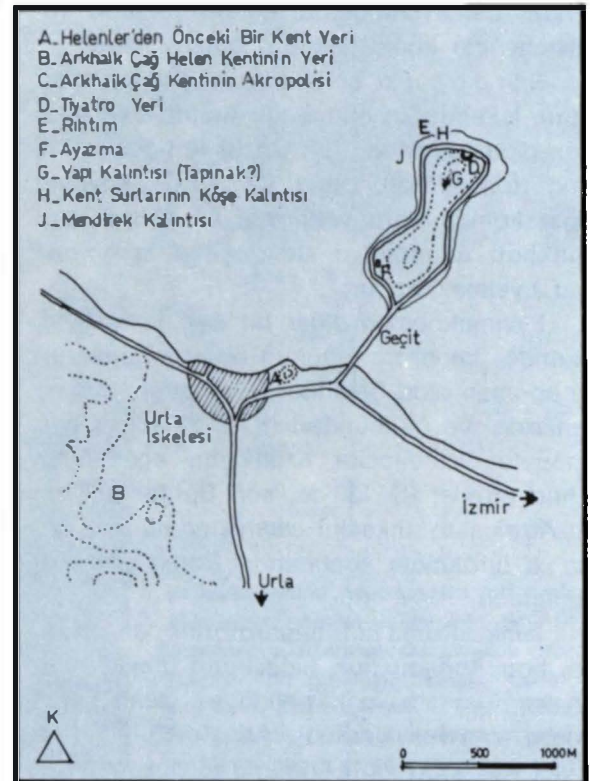 A_Helenler'den Önceki Bir Kent Yeri
B_Arkhaik Çağ Helen Kentinin Yeri
C_Arkhaik Çağ Kentinin Akropolisi
D_Tiyatro Yeri
E_Rıhtım
F_Ayazma
G_Yapı Kalıntısı (Tapınak?)
H_Kent Surlarının Köşe Kalıntısı
J_Mendirek Kalıntısı
E H
J
D
G
F
Geçit
A
Urla
İskelesi
B
İzmir
Urla
K
0 500 1000M